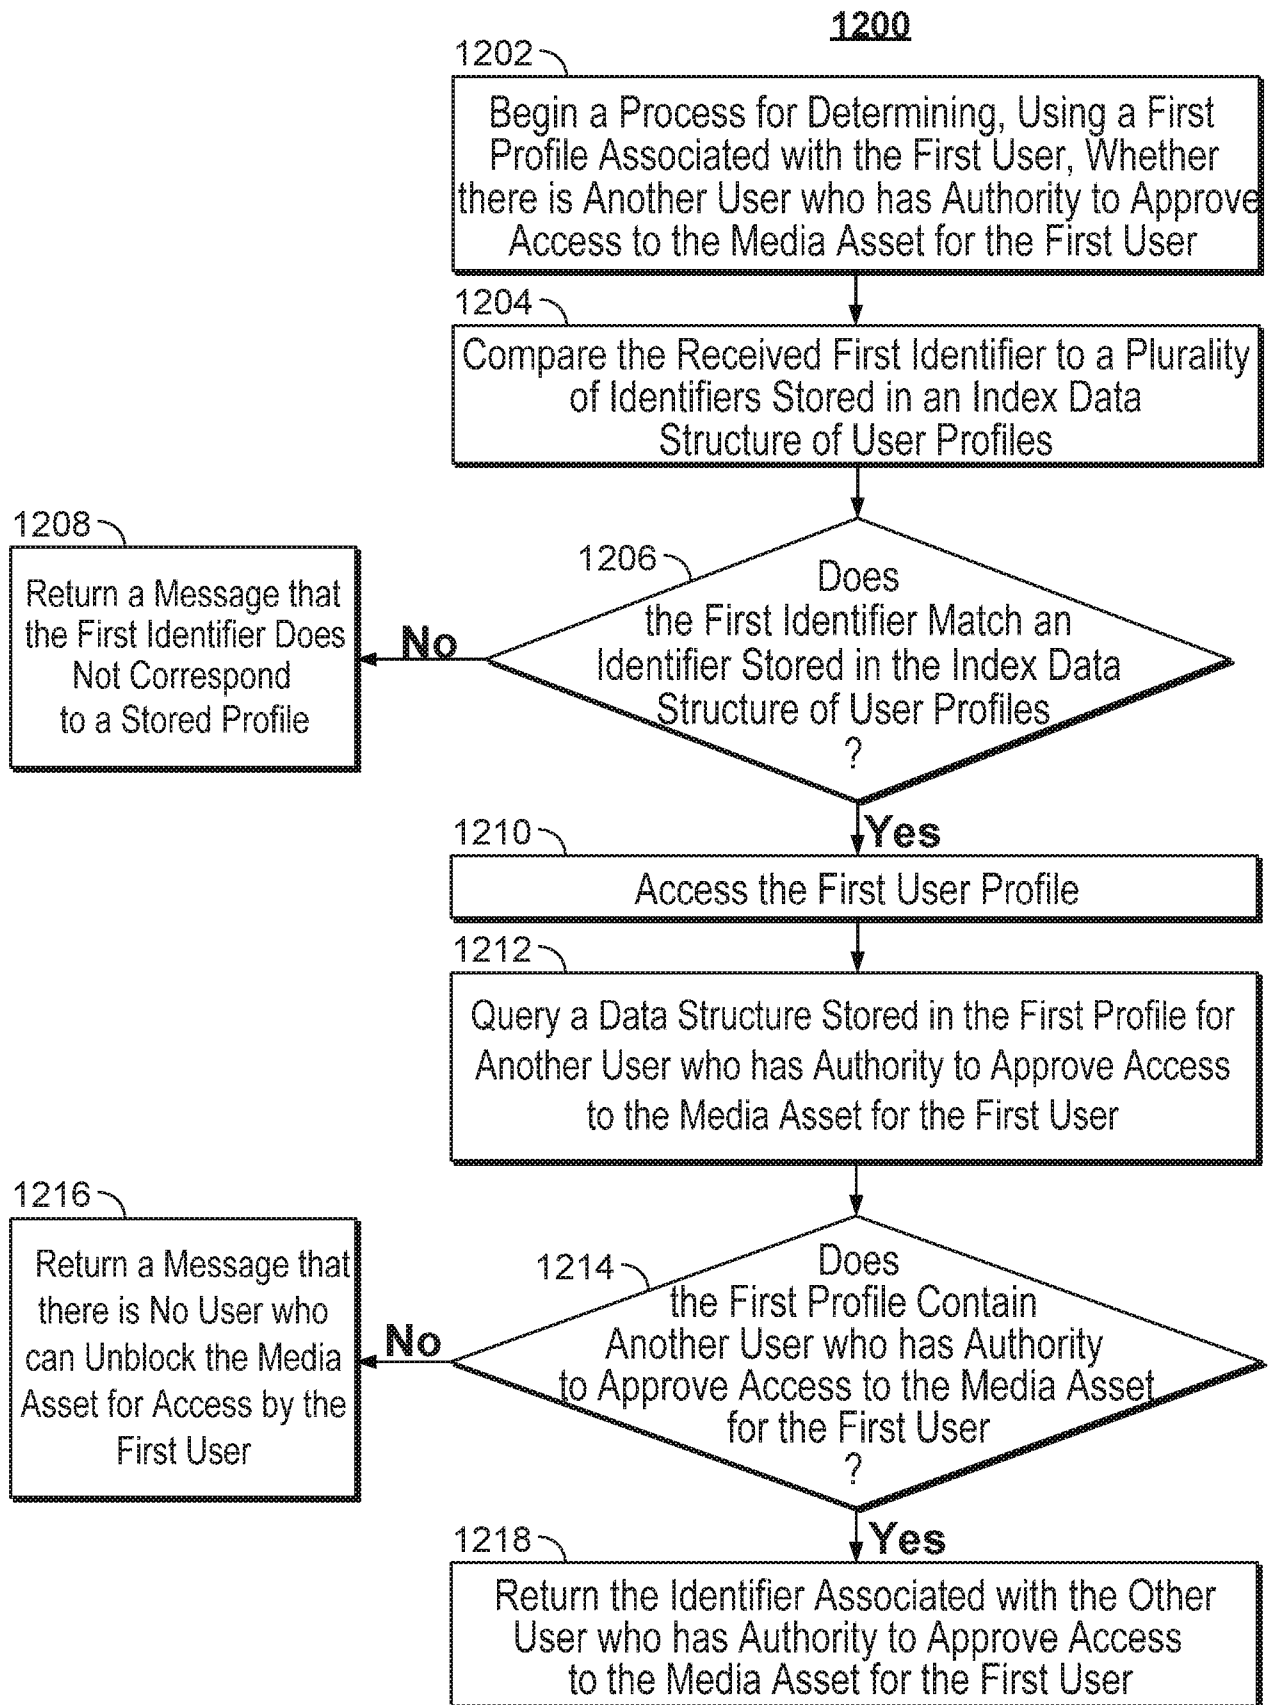 1200
1202
Begin a Process for Determining, Using a First
Profile Associated with the First User, Whether
there is Another User who has Authority to Approve
Access to the Media Asset for the First User
1204
Compare the Received First Identifier to a Plurality
of Identifiers Stored in an Index Data
Structure of User Profiles
1206
Does
the First Identifier Match an
Identifier Stored in the Index Data
Structure of User Profiles
?
No
1208
Return a Message that
the First Identifier Does
Not Correspond
to a Stored Profile
Yes
1210
Access the First User Profile
1212
Query a Data Structure Stored in the First Profile for
Another User who has Authority to Approve Access
to the Media Asset for the First User
1214
Does
the First Profile Contain
Another User who has Authority
to Approve Access to the Media Asset
for the First User
?
No
1216
Return a Message that
there is No User who
can Unblock the Media
Asset for Access by the
First User
Yes
1218
Return the Identifier Associated with the Other
User who has Authority to Approve Access
to the Media Asset for the First User